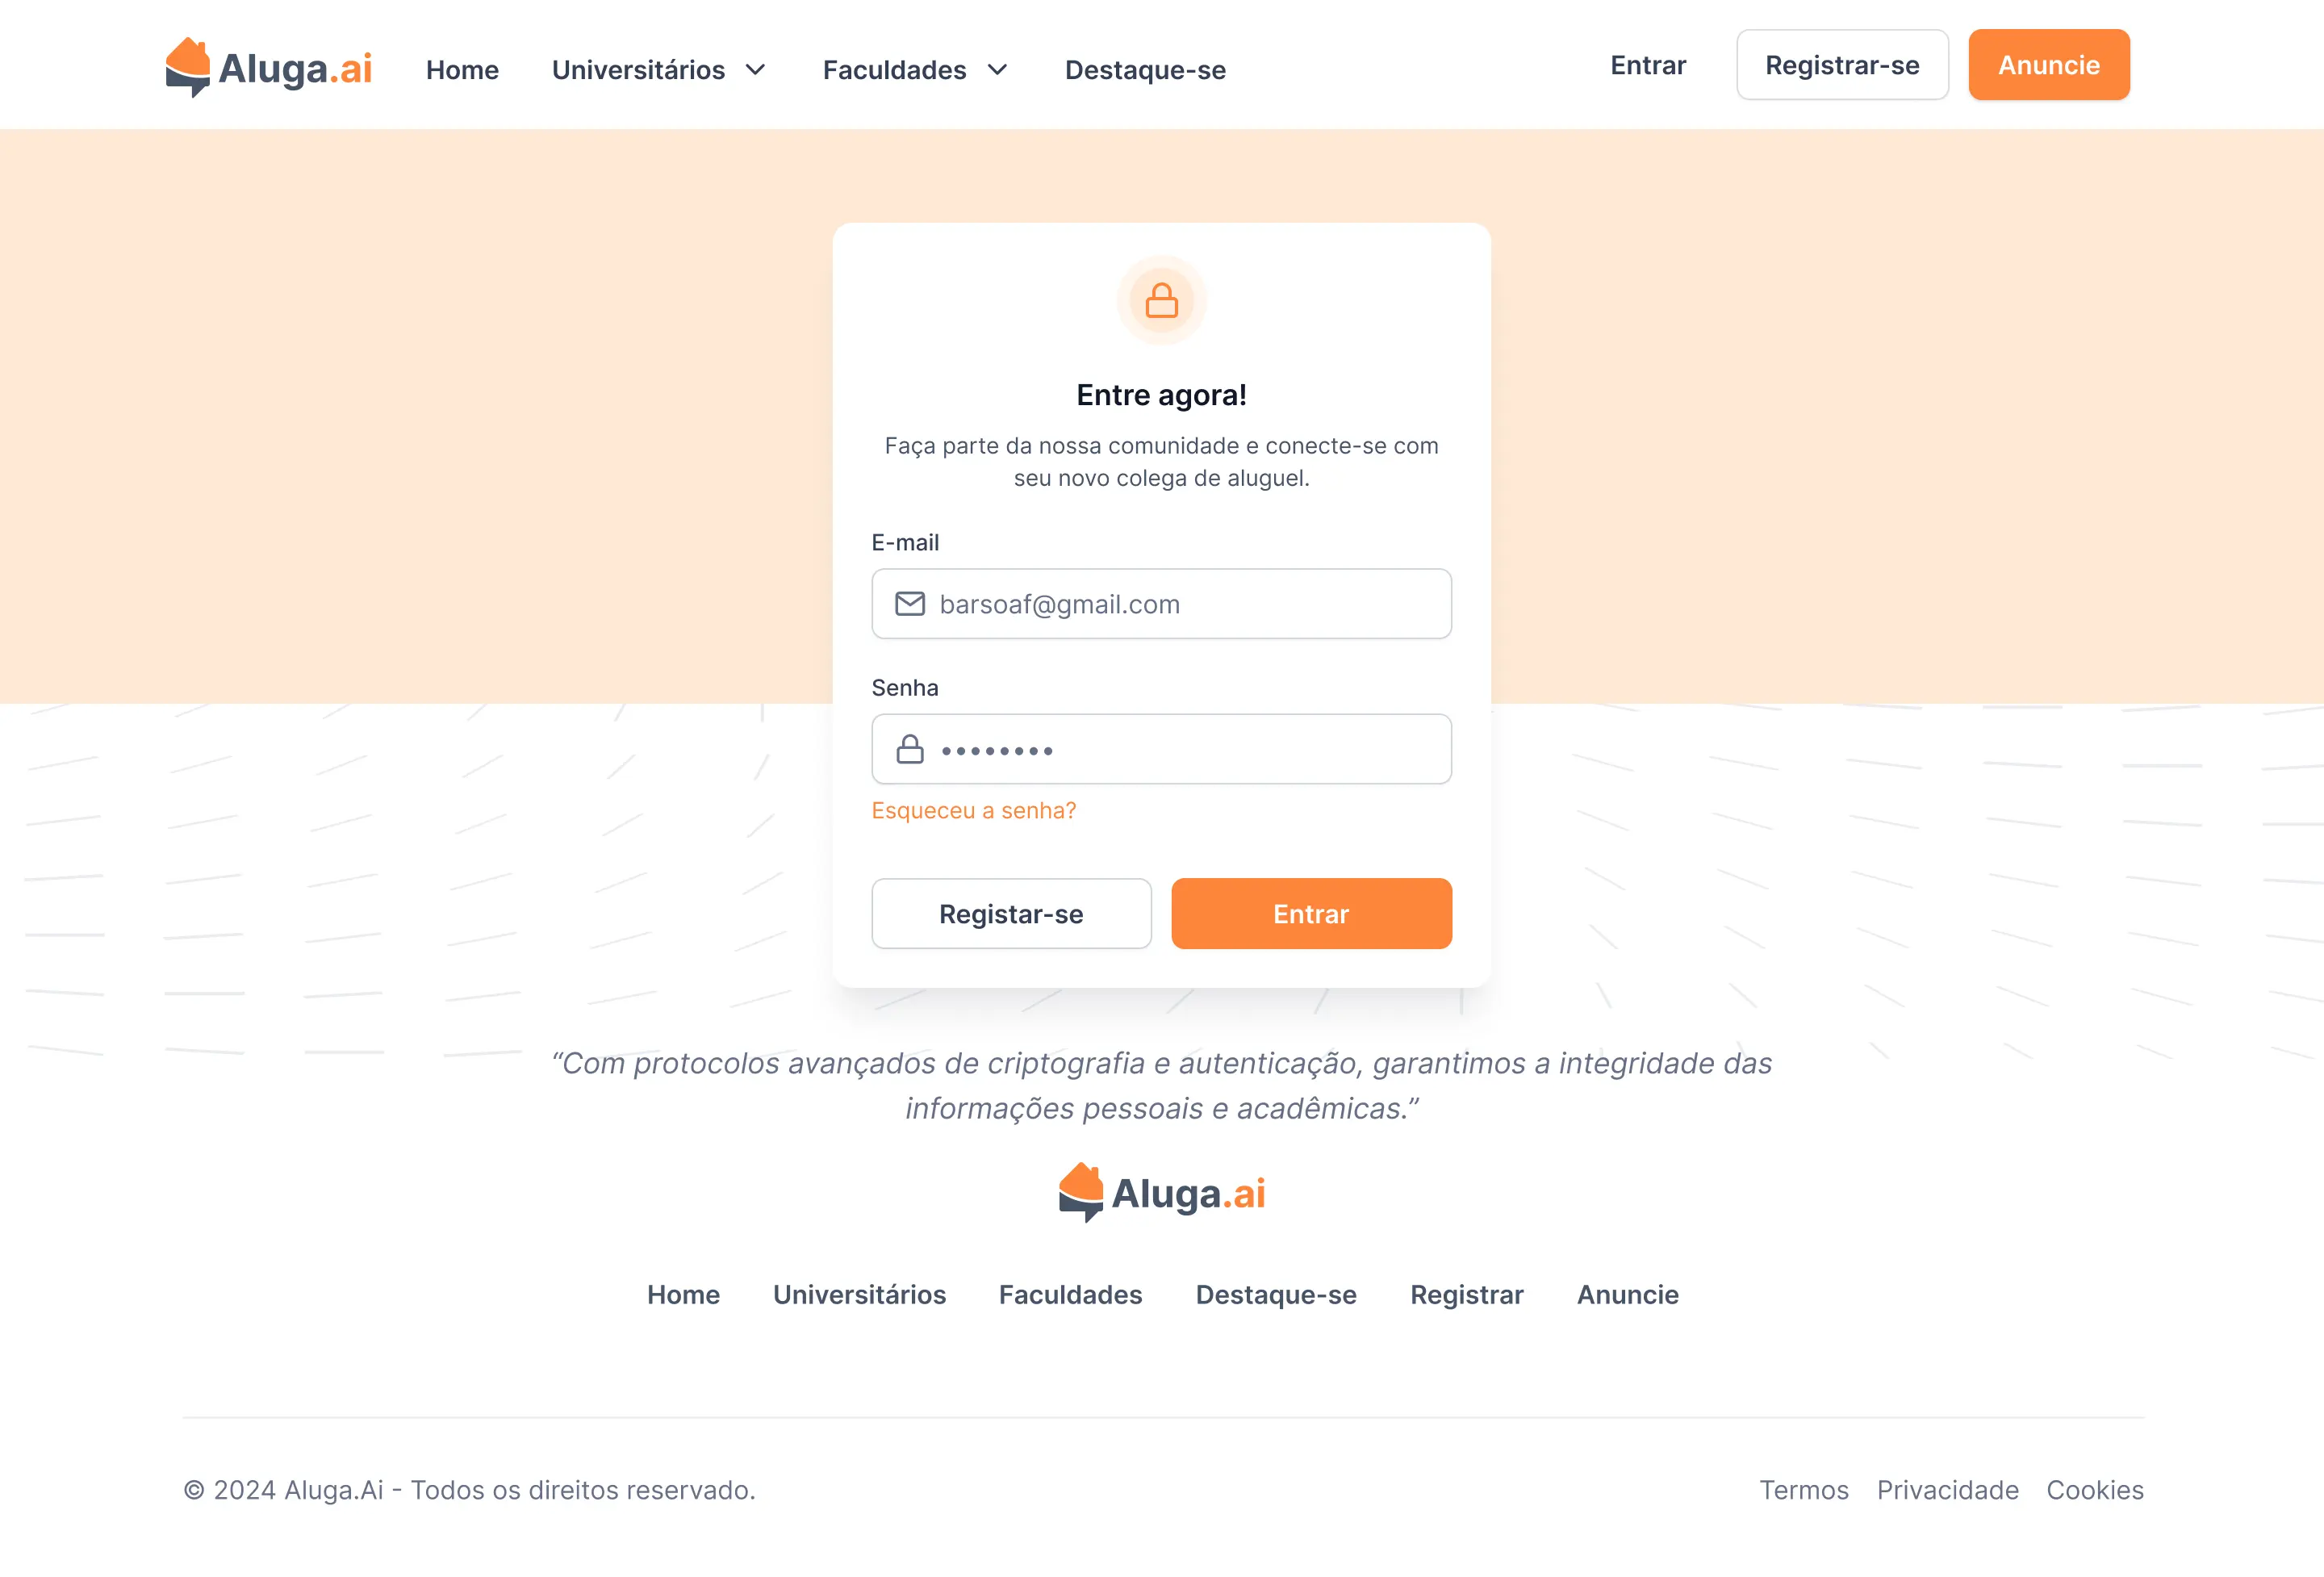 Aluga.ai Home Universitários Faculdades Destaque-se Entrar Registrar-se Anuncie
Entre agora!
Faça parte da nossa comunidade e conecte-se com
seu novo colega de aluguel.
E-mail
barsoaf@gmail.com
Senha
••••••••
Esqueceu a senha?
Registar-se Entrar
“Com protocolos avançados de criptografia e autenticação, garantimos a integridade das
informações pessoais e acadêmicas.”
Aluga.ai
Home Universitários Faculdades Destaque-se Registrar Anuncie
© 2024 Aluga.Ai - Todos os direitos reservado. Termos Privacidade Cookies